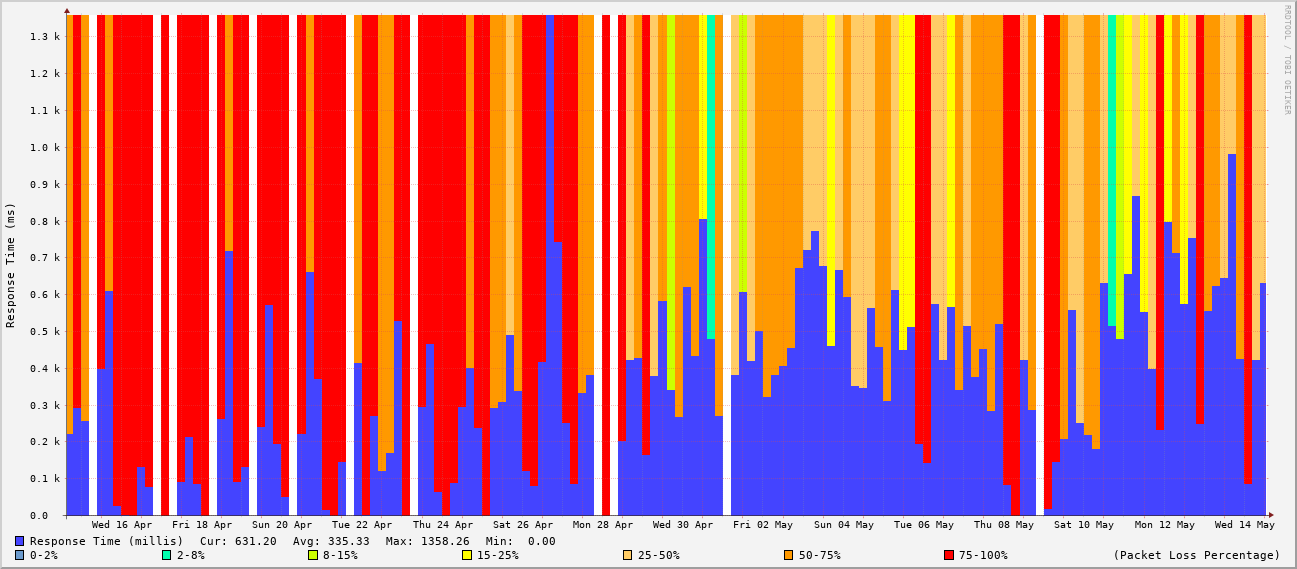 RRDTOOL / TOBI OETIKER
Response Time (ms)
1.3 k
1.2 k
1.1 k
1.0 k
0.9 k
0.8 k
0.7 k
0.6 k
0.5 k
0.4 k
0.3 k
0.2 k
0.1 k
0.0
Wed 16 Apr Fri 18 Apr Sun 20 Apr Tue 22 Apr Thu 24 Apr Sat 26 Apr Mon 28 Apr Wed 30 Apr Fri 02 May Sun 04 May Tue 06 May Thu 08 May Sat 10 May Mon 12 May Wed 14 May
Response Time (millis) Cur: 631.20 Avg: 335.33 Max: 1358.26 Min: 0.00
0-2% 2-8% 8-15% 15-25% 25-50% 50-75% 75-100% (Packet Loss Percentage)